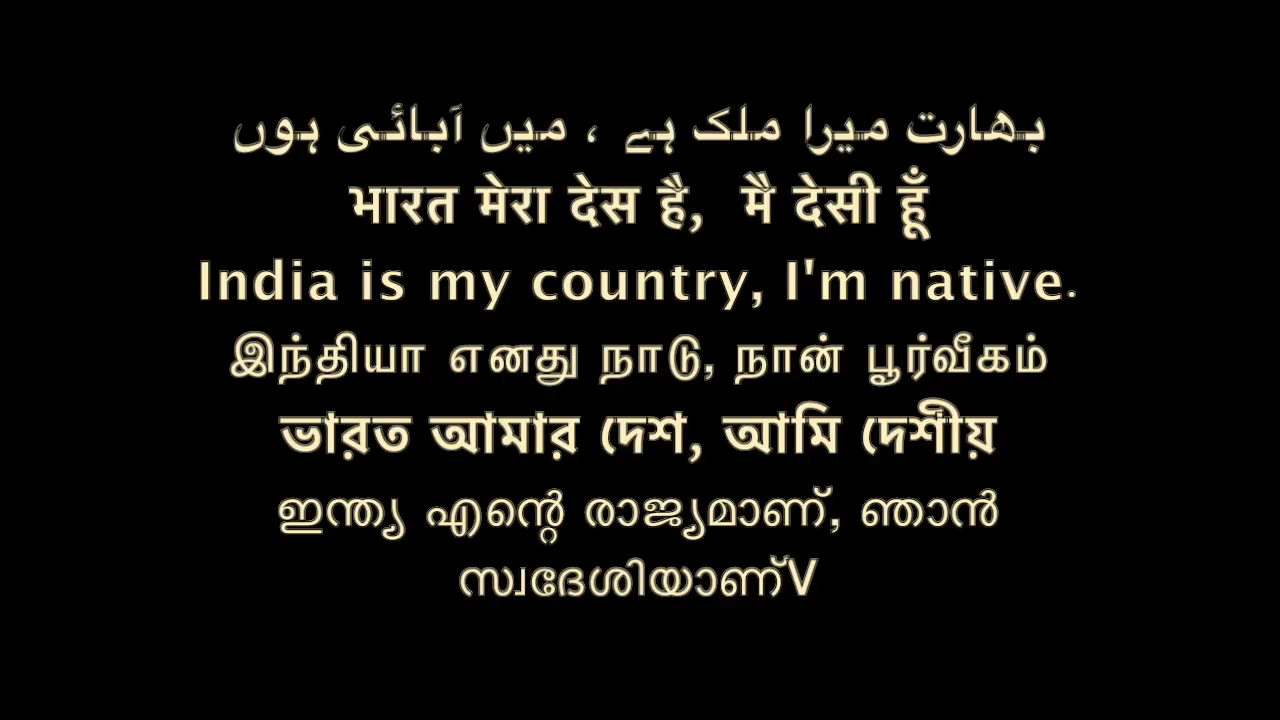 بھارت میرا ملک ہے ، میں آبائی ہوں
भारत मेरा देस है, मै देसी हूँ
India is my country, I'm native.
இந்தியா எனது நாடு, நான் பூர்வீகம்
ভারত আমার দেশ, আমি দেশীয়
ഇന്ത്യ എന്റെ രാജ്യമാണ്, ഞാൻ
സ്വദേശിയാണ്V